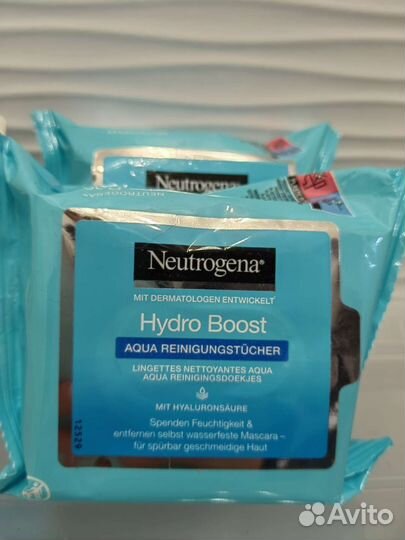 Neutrogena®
Neutrogena®
MIT DERMATOLOGEN ENTWICKELT
Hydro Boost
AQUA REINIGUNGSTÜCHER
LINGETTES NETTOYANTES AQUA
AQUA REINIGINGSDOEKJES
MIT HYALURONSÄURE
Spenden Feuchtigkeit &
entfernen selbst wasserfeste Mascara –
für spürbar geschmeidige Haut
12529
Avito